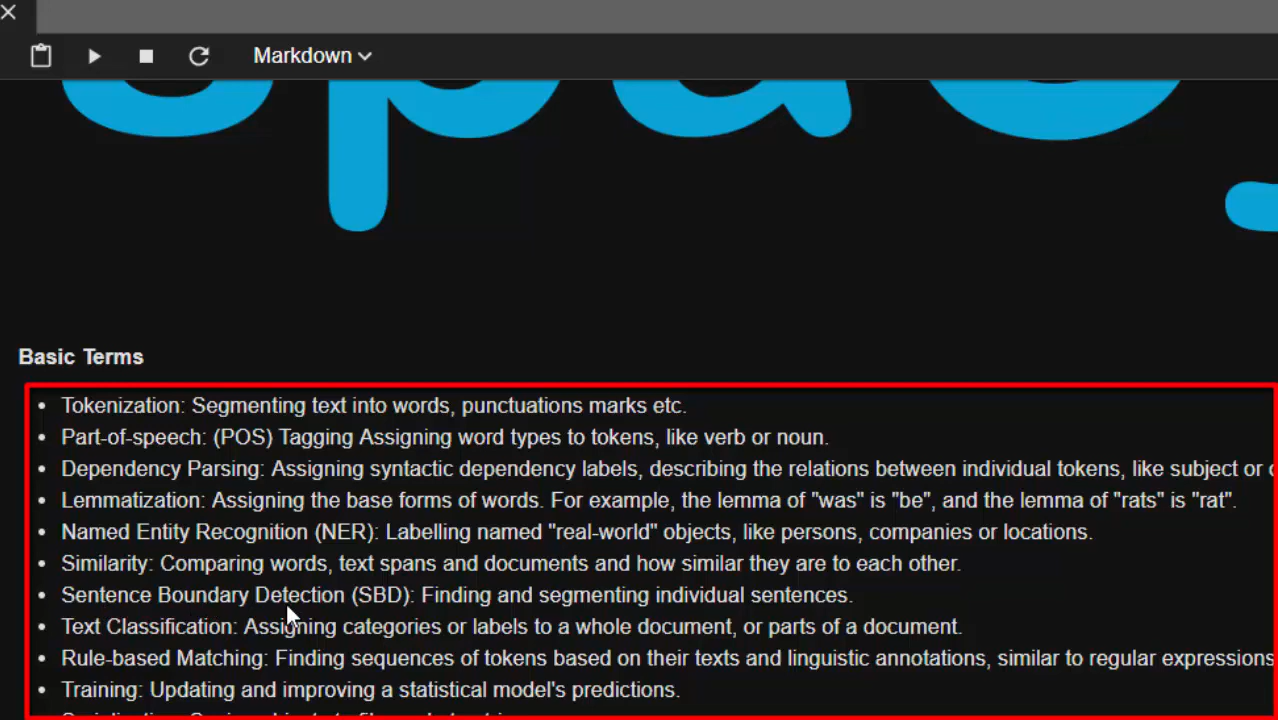 Markdown
spaC
Basic Terms
• Tokenization: Segmenting text into words, punctuations marks etc.
• Part-of-speech: (POS) Tagging Assigning word types to tokens, like verb or noun.
• Dependency Parsing: Assigning syntactic dependency labels, describing the relations between individual tokens, like subject or
• Lemmatization: Assigning the base forms of words. For example, the lemma of "was" is "be", and the lemma of "rats" is "rat".
• Named Entity Recognition (NER): Labelling named "real-world" objects, like persons, companies or locations.
• Similarity: Comparing words, text spans and documents and how similar they are to each other.
• Sentence Boundary Detection (SBD): Finding and segmenting individual sentences.
• Text Classification: Assigning categories or labels to a whole document, or parts of a document.
• Rule-based Matching: Finding sequences of tokens based on their texts and linguistic annotations, similar to regular expressions
• Training: Updating and improving a statistical model's predictions.